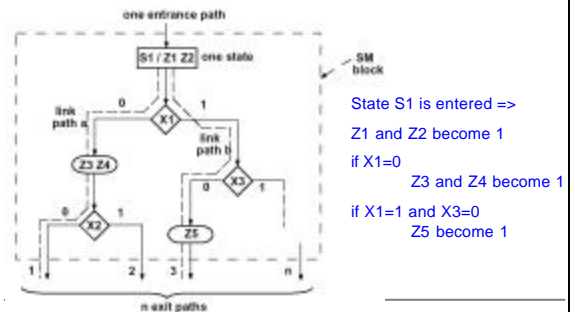 one entrance path
S1 / Z1 Z2 one state
SM
block
0
1
link
path a
X1
link
path b
Z3 Z4
0
X3
1
0
X2
1
Z5
1
2
3
n
n exit paths
State S1 is entered =>
Z1 and Z2 become 1
if X1=0
Z3 and Z4 become 1
if X1=1 and X3=0
Z5 become 1